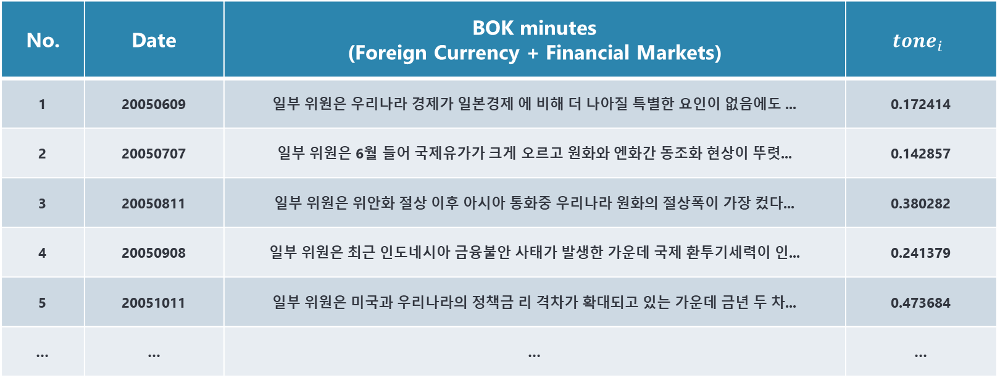 No. Date BOK minutes (Foreign Currency + Financial Markets) tone_i
1 20050609 일부 위원은 우리나라 경제가 일본경제 에 비해 더 나아질 특별한 요인이 없음에도 ... 0.172414
2 20050707 일부 위원은 6월 들어 국제유가가 크게 오르고 원화와 엔화간 동조화 현상이 뚜렷... 0.142857
3 20050811 일부 위원은 위안화 절상 이후 아시아 통화중 우리나라 원화의 절상폭이 가장 컸다... 0.380282
4 20050908 일부 위원은 최근 인도네시아 금융불안 사태가 발생한 가운데 국제 환투기세력이 인... 0.241379
5 20051011 일부 위원은 미국과 우리나라의 정책금 리 격차가 확대되고 있는 가운데 금년 두 차... 0.473684
... ... ... ...